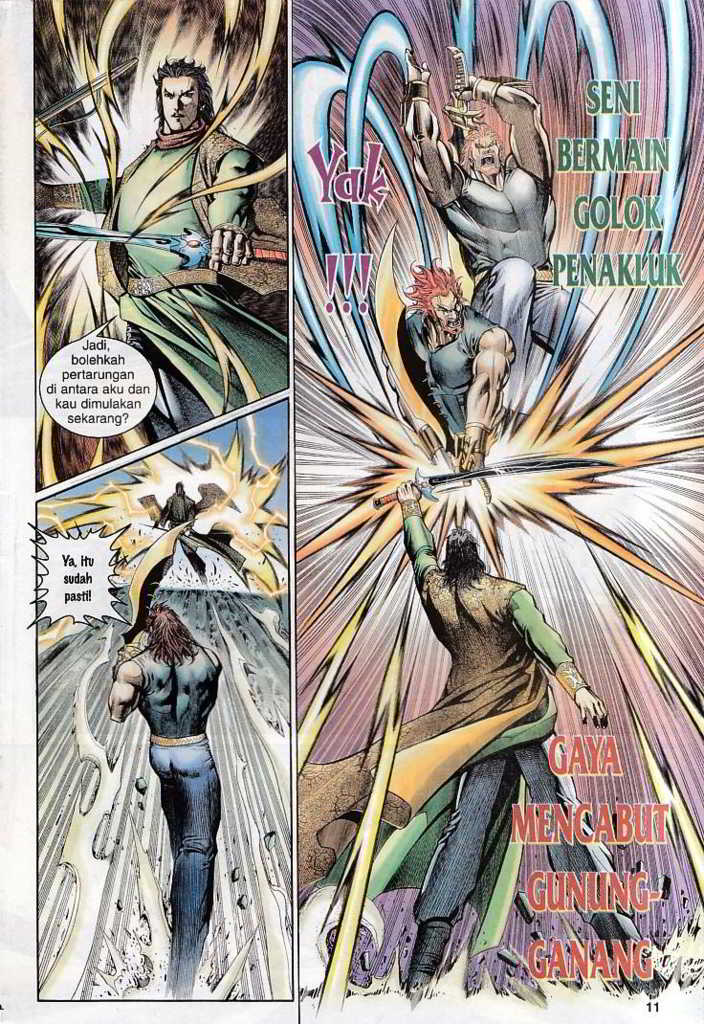 Jadi,
bolehkah
pertarungan
di antara aku dan
kau dimulakan
sekarang?
Ya, itu
sudah
pasti!
Yak
!!!
SENI
BERMAIN
GOLOK
PENAKLUK
GAYA
MENCABUT
GUNUNG-
GANANG
11